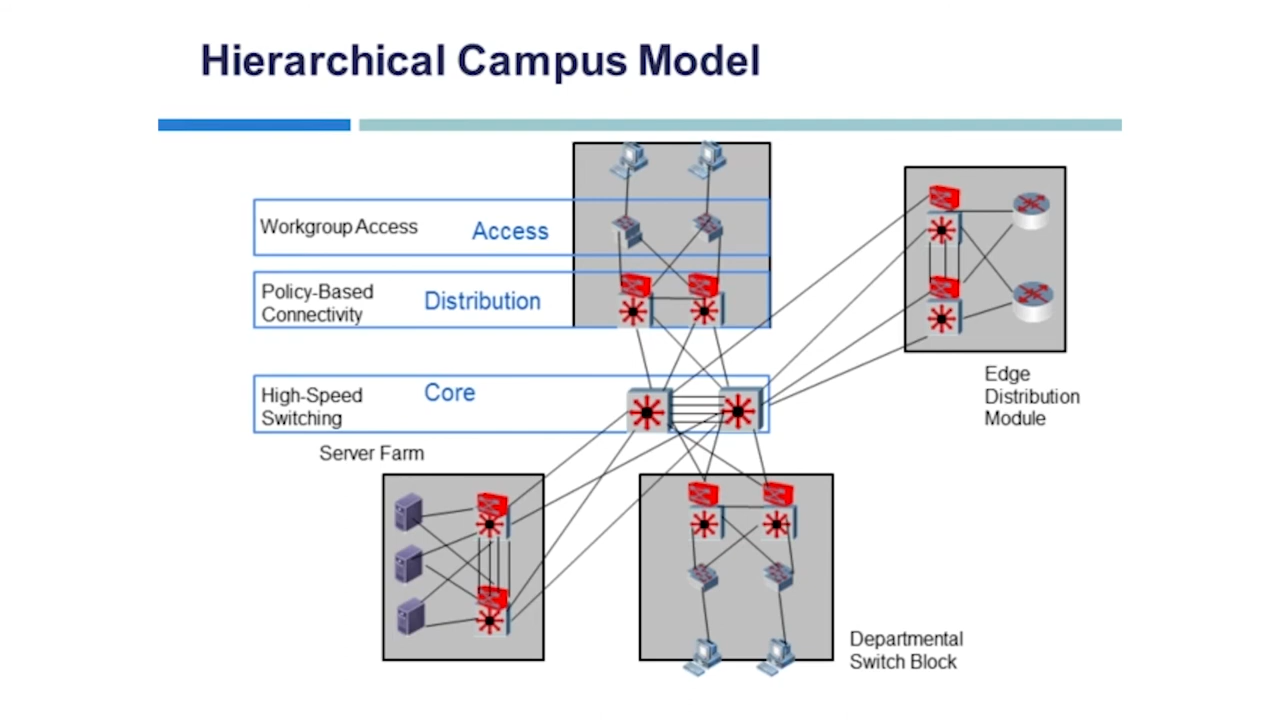 Hierarchical Campus Model
Workgroup Access
Access
Policy-Based
Connectivity
Distribution
High-Speed
Switching
Core
Server Farm
Edge
Distribution
Module
Departmental
Switch Block